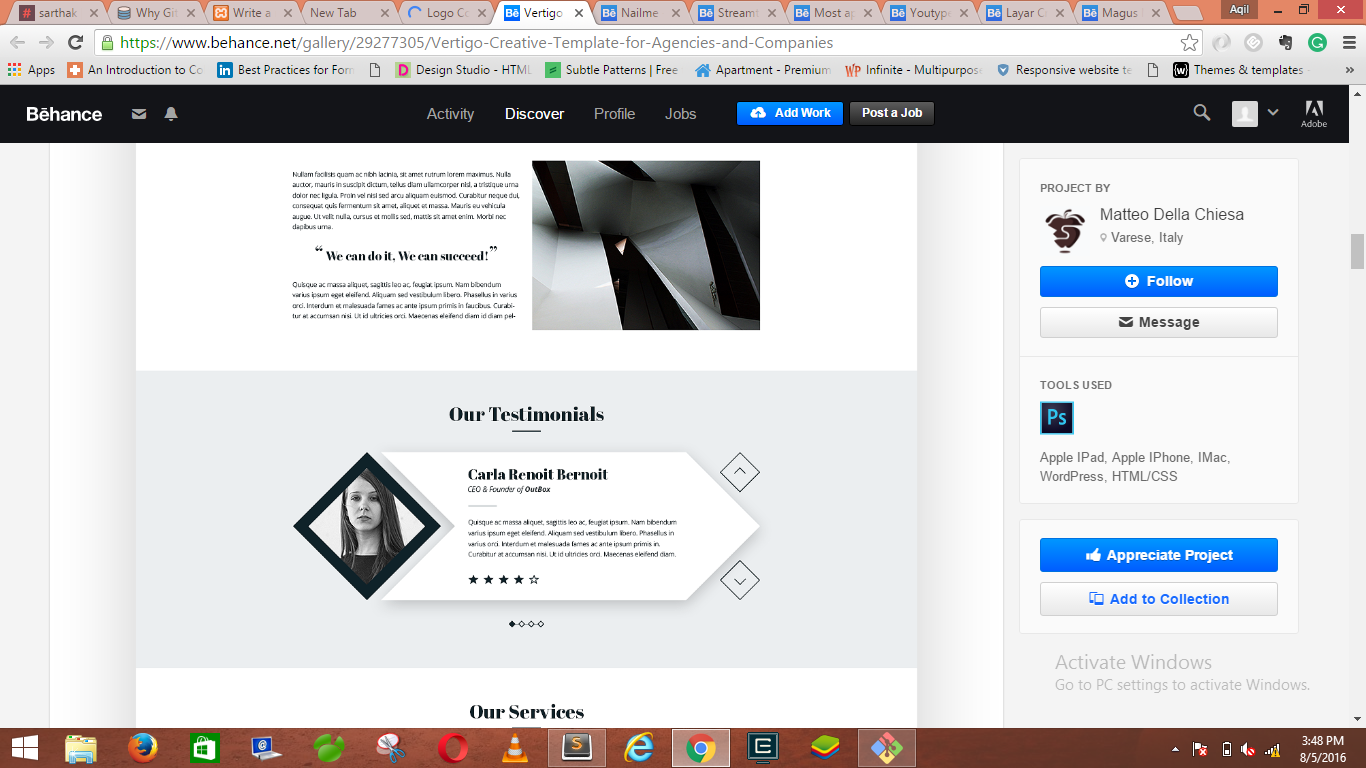 sarthak
Why Git
Write a
New Tab
Logo Co
Bē Vertigo
Bē Nailme
Bē Stream
Bē Most ap
Bē Youtype
Bē Layar C
Bē Magus
Aqil
https://www.behance.net/gallery/29277305/Vertigo-Creative-Template-for-Agencies-and-Companies
Apps
An Introduction to Co
Best Practices for Form
Design Studio - HTML
Subtle Patterns | Free
Apartment - Premium
Infinite - Multipurpose
Responsive website te
Themes & templates
»
Bēhance
Activity
Discover
Profile
Jobs
Add Work
Post a Job
Adobe
Nullam facilisis quam ac nibh lacinia, sit amet rutrum lorem maximus. Nulla
auctor, mauris in suscipit dictum, tellus diam ullamcorper nisl, a tristique urna
dolor nec ligula. Proin vel nisl sed arcu aliquam euismod. Curabitur neque dui,
consequat quis fermentum sit amet, aliquet et massa. Mauris eu vehicula
augue. Ut velit nulla, cursus et mollis sed, mattis sit amet enim. Morbi nec
dapibus urna.
“ We can do it, We can succeed! ”
Quisque ac massa aliquet, sagittis leo ac, feugiat ipsum. Nam bibendum
varius ipsum eget eleifend. Aliquam sed vestibulum libero. Phasellus in varius
orci. Interdum et malesuada fames ac ante ipsum primis in faucibus. Curabi-
tur at accumsan nisi. Ut id ultricies orci. Maecenas eleifend diam id diam pel-
Our Testimonials
Carla Renoit Bernoit
CEO & Founder of OutBox
Quisque ac massa aliquet, sagittis leo ac, feugiat ipsum. Nam bibendum
varius ipsum eget eleifend. Aliquam sed vestibulum libero. Phasellus in
varius orci. Interdum et malesuada fames ac ante ipsum primis in.
Curabitur at accumsan nisi. Ut id ultricies orci. Maecenas eleifend diam.
Our Services
PROJECT BY
Matteo Della Chiesa
Varese, Italy
Follow
Message
TOOLS USED
Ps
Apple IPad, Apple IPhone, IMac,
WordPress, HTML/CSS
Appreciate Project
Add to Collection
Activate Windows
Go to PC settings to activate Windows.
3:48 PM
8/5/2016